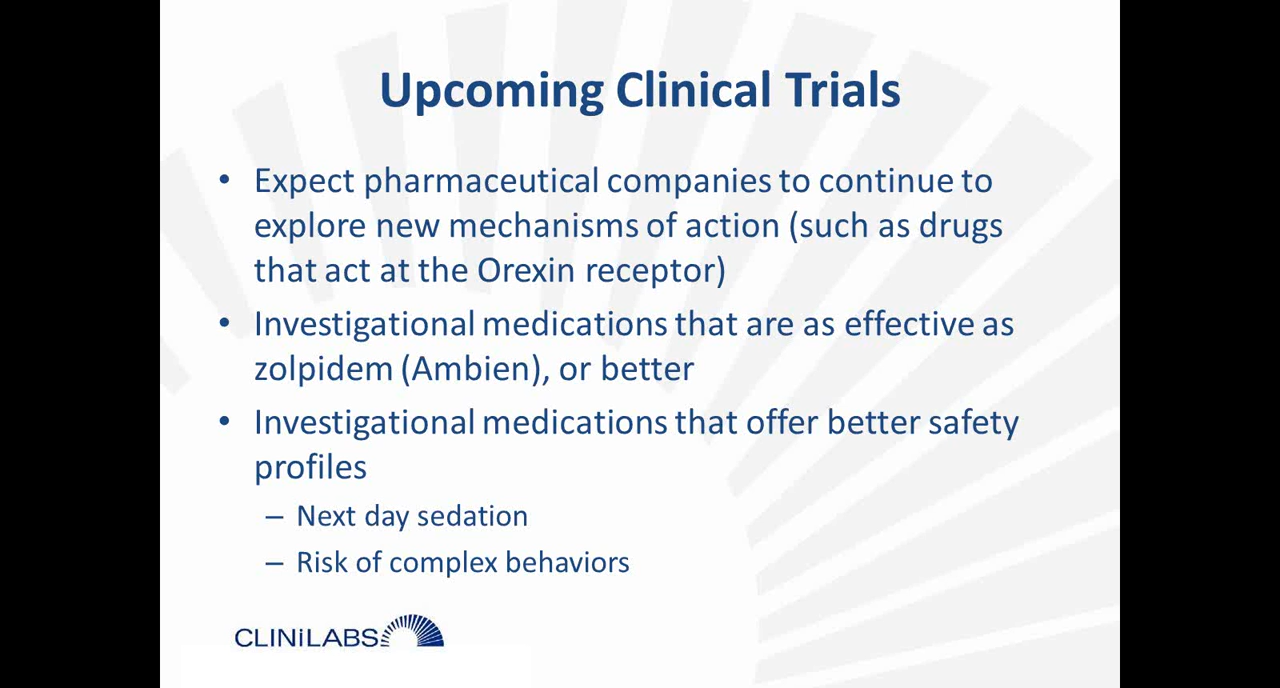 Upcoming Clinical Trials
• Expect pharmaceutical companies to continue to
explore new mechanisms of action (such as drugs
that act at the Orexin receptor)
• Investigational medications that are as effective as
zolpidem (Ambien), or better
• Investigational medications that offer better safety
profiles
– Next day sedation
– Risk of complex behaviors
CLINiLABS